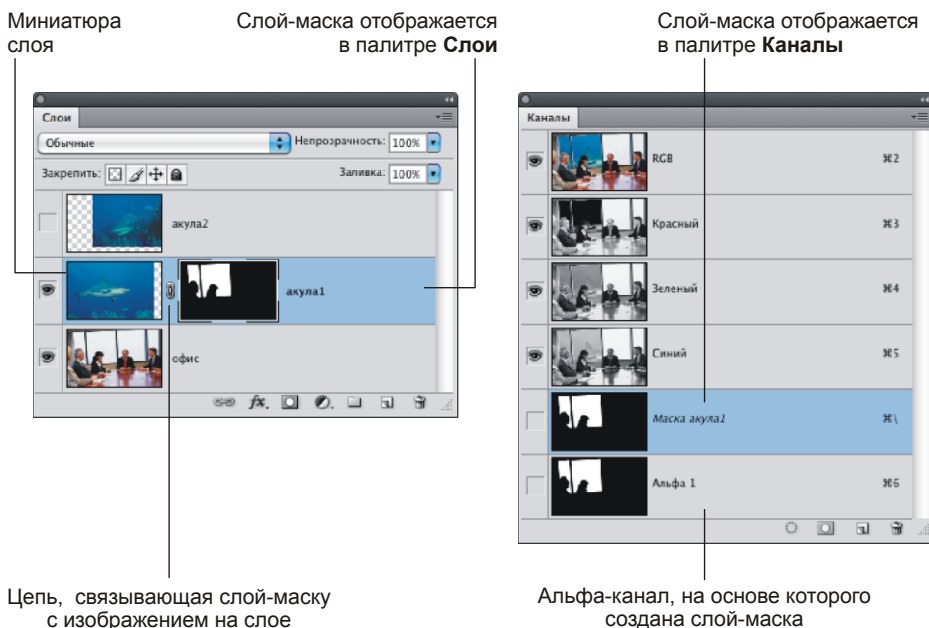 Миниатюра
слоя
Слой-маска отображается
в палитре Слои
Слой-маска отображается
в палитре Каналы
Слои
Обычные
Непрозрачность: 100%
Закрепить:
Заливка: 100%
акула2
акула1
офис
fx.
Каналы
RGB ⌘2
Красный ⌘3
Зеленый ⌘4
Синий ⌘5
Маска акула1 ⌘\
Альфа 1 ⌘6
Цепь, связывающая слой-маску
с изображением на слое
Альфа-канал, на основе которого
создана слой-маска